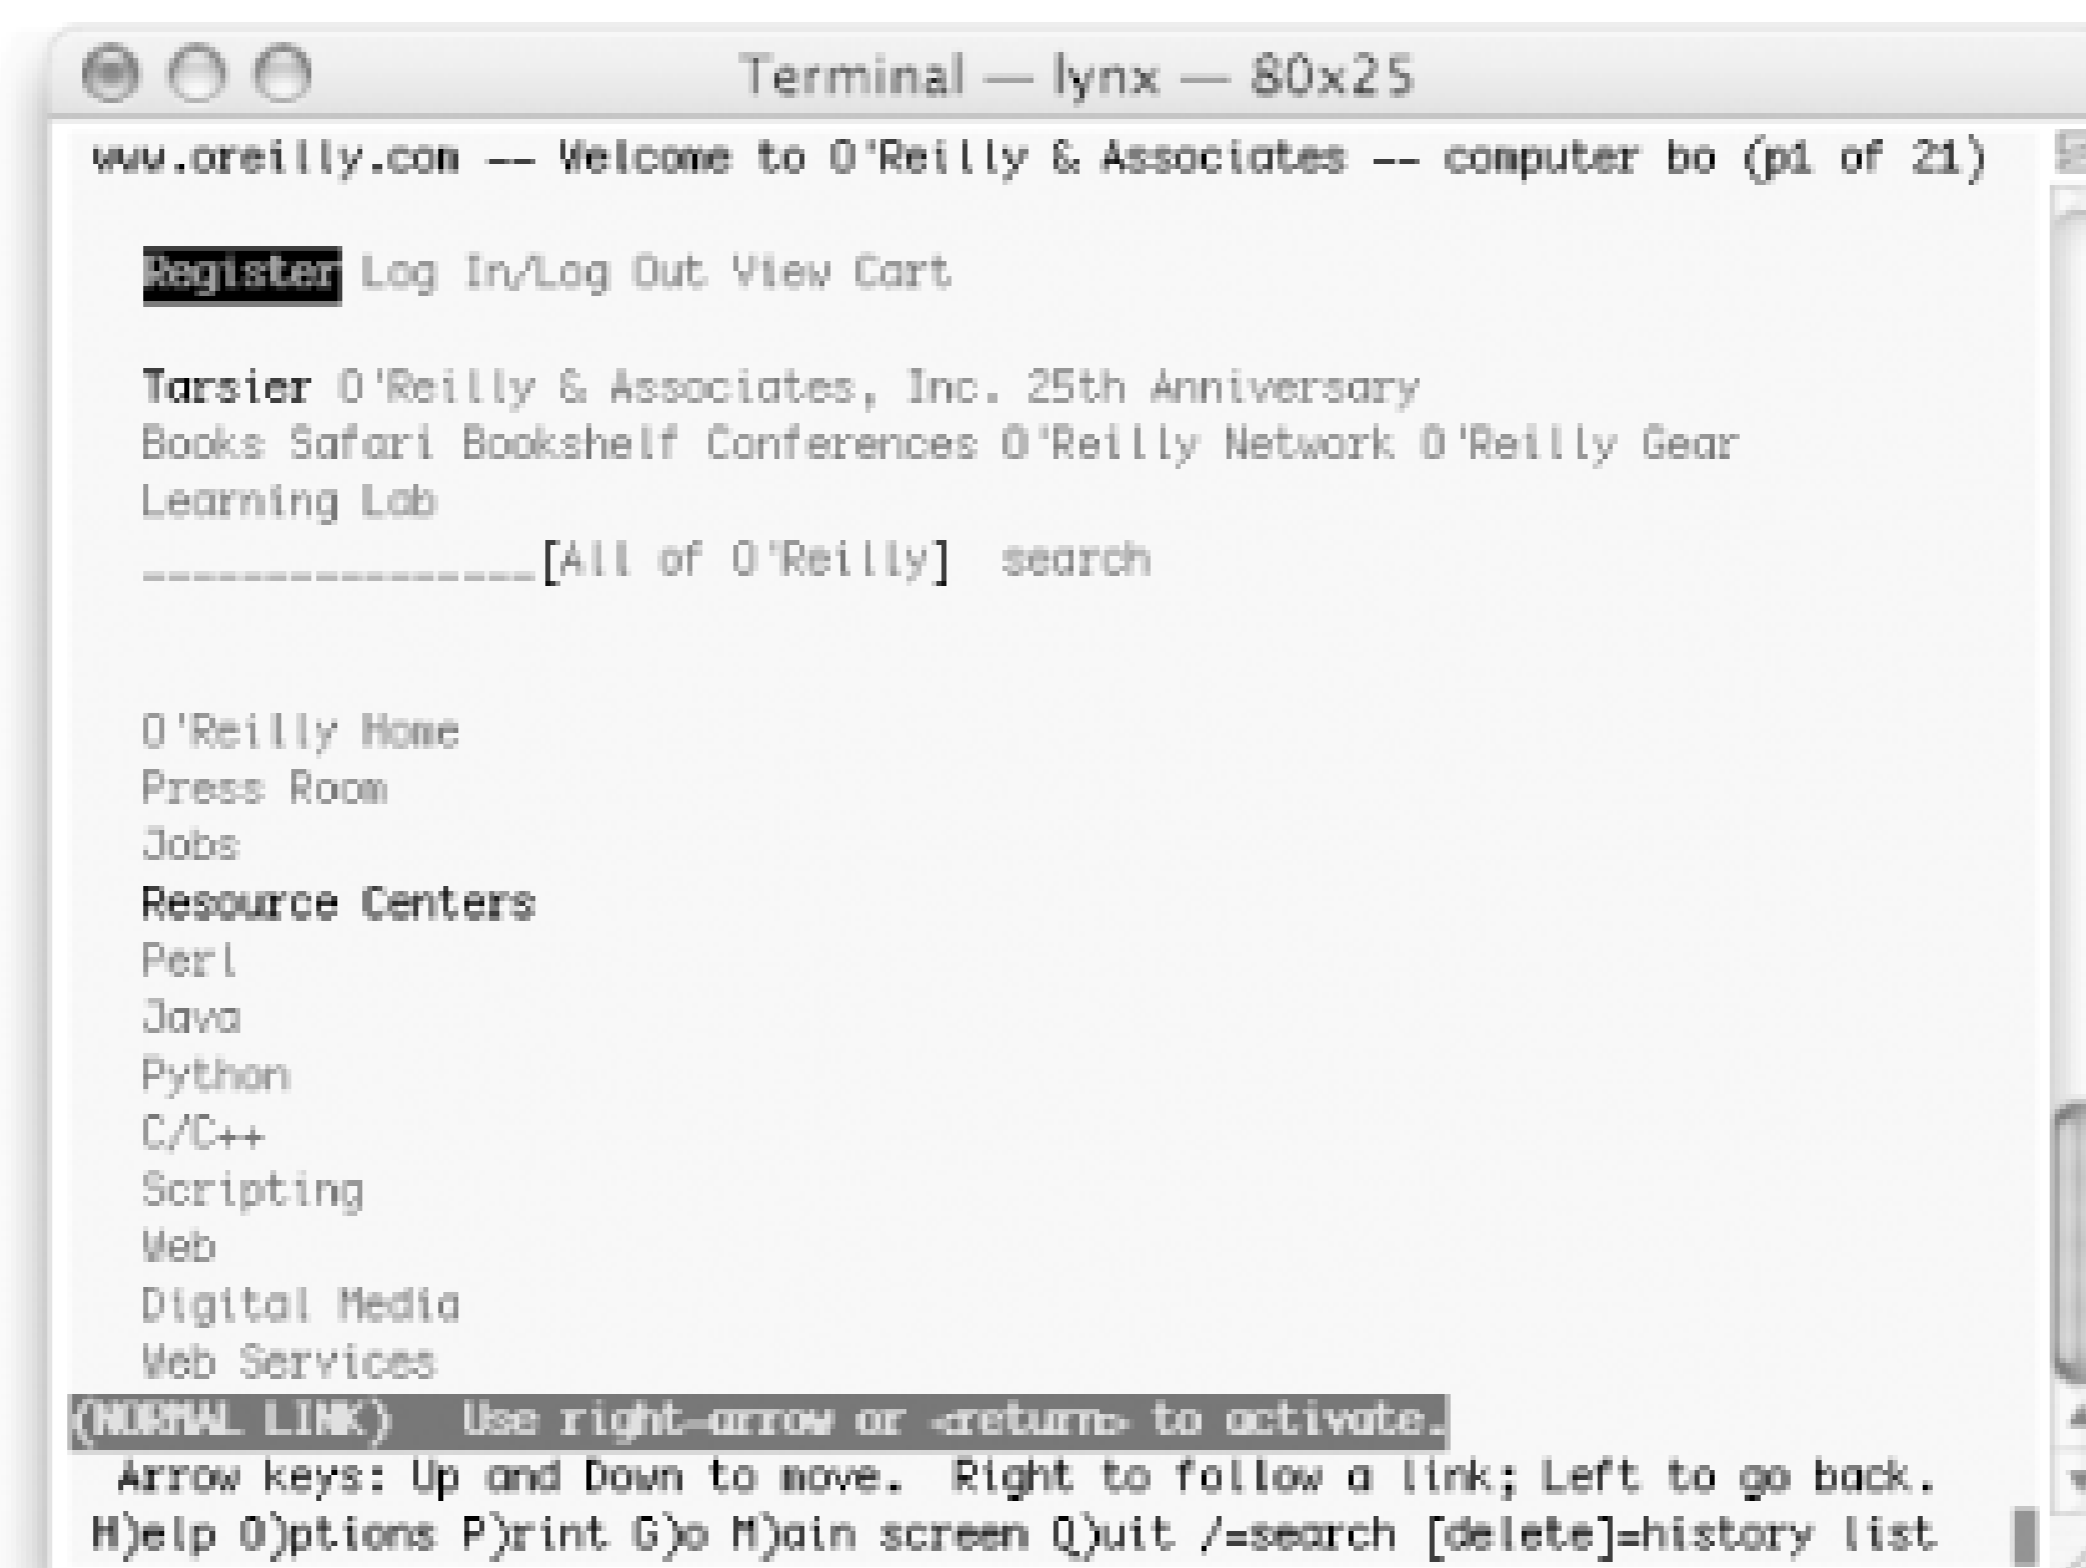 Terminal — lynx — 80x25
www.oreilly.com -- Welcome to O'Reilly & Associates -- computer bo (p1 of 21)
Register Log In/Log Out View Cart
Tarsier O'Reilly & Associates, Inc. 25th Anniversary
Books Safari Bookshelf Conferences O'Reilly Network O'Reilly Gear
Learning Lab
________________[All of O'Reilly]  search
O'Reilly Home
Press Room
Jobs
Resource Centers
Perl
Java
Python
C/C++
Scripting
Web
Digital Media
Web Services
(NORMAL LINK)   Use right-arrow or <return> to activate.
Arrow keys: Up and Down to move.  Right to follow a link; Left to go back.
H)elp O)ptions P)rint G)o M)ain screen Q)uit /=search [delete]=history list